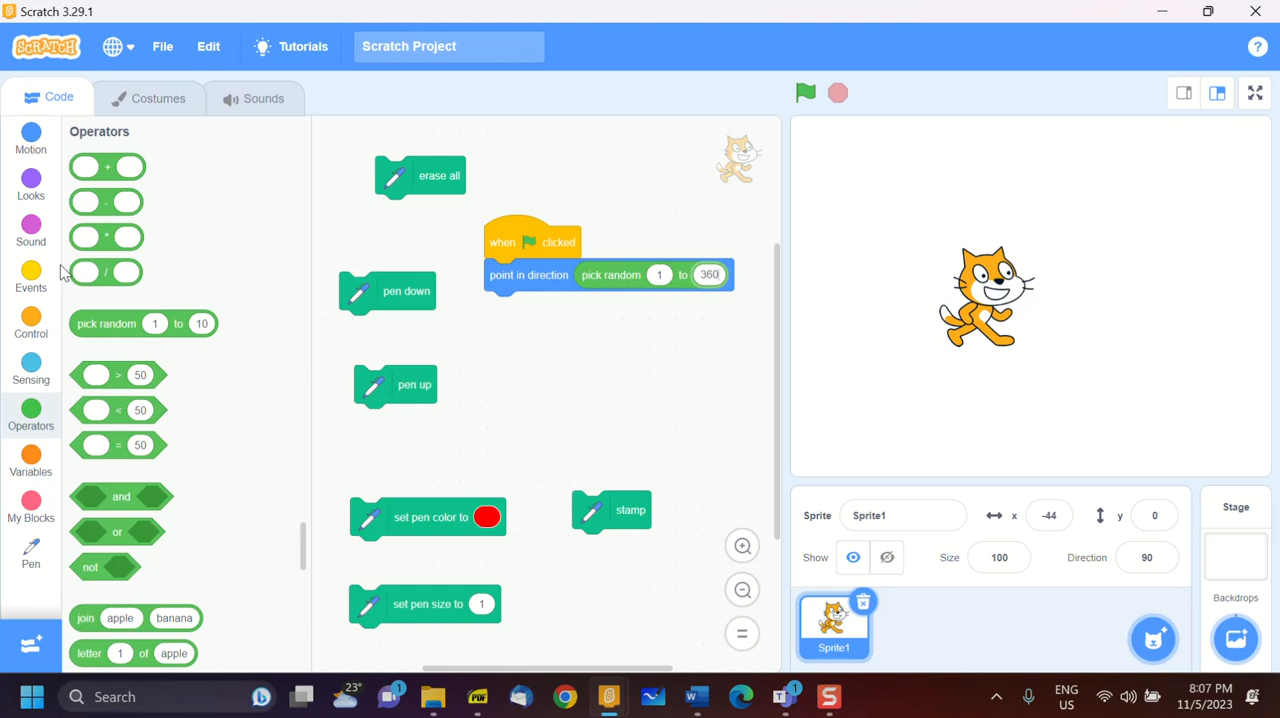 Scratch 3.29.1
SCRATCH File Edit Tutorials Scratch Project ?
Code Costumes Sounds
Motion
Looks
Sound
Events
Control
Sensing
Operators
Variables
My Blocks
Pen
Operators
+
-
*
/
pick random 1 to 10
> 50
< 50
= 50
and
or
not
join apple banana
letter 1 of apple
erase all
when clicked
point in direction pick random 1 to 360
pen down
pen up
set pen color to
stamp
set pen size to 1
Sprite Sprite1 x -44 y 0
Show Size 100 Direction 90
Sprite1
Stage
Backdrops
Search
23°
1
PDF
W
T 1
S
ENG
US
8:07 PM
11/5/2023